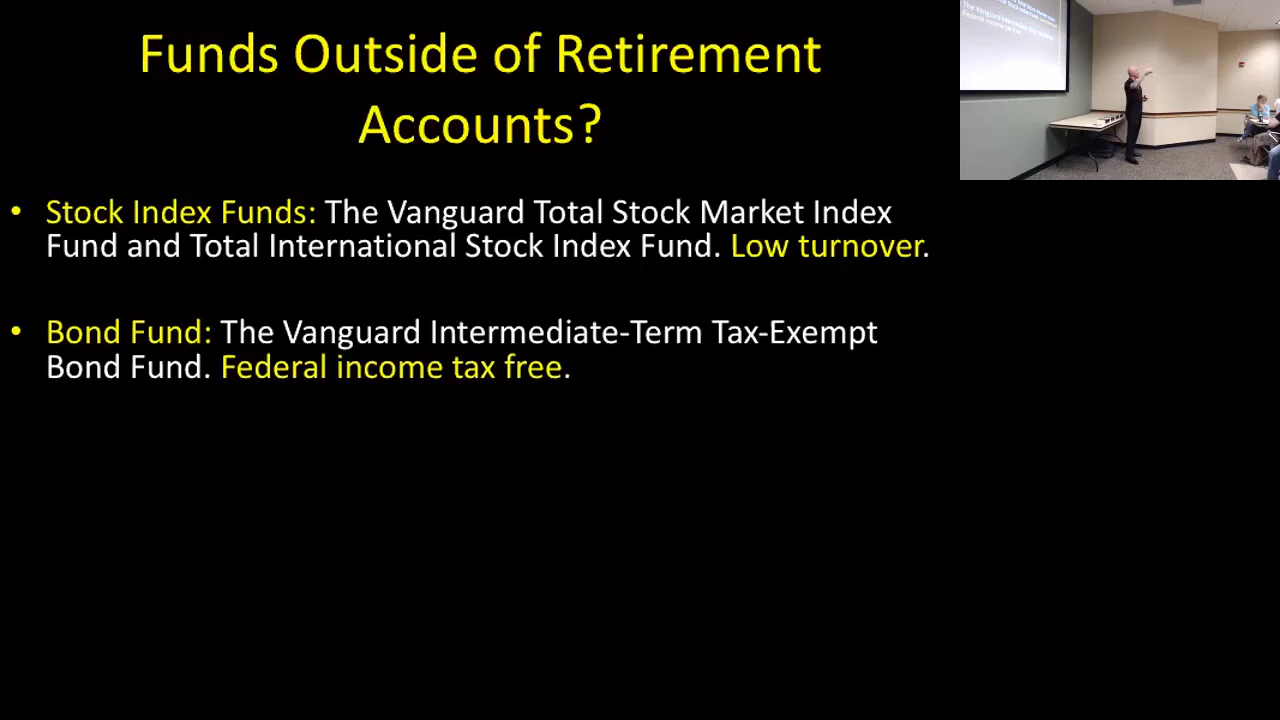 Funds Outside of Retirement
Accounts?
• Stock Index Funds: The Vanguard Total Stock Market Index
Fund and Total International Stock Index Fund. Low turnover.
• Bond Fund: The Vanguard Intermediate-Term Tax-Exempt
Bond Fund. Federal income tax free.